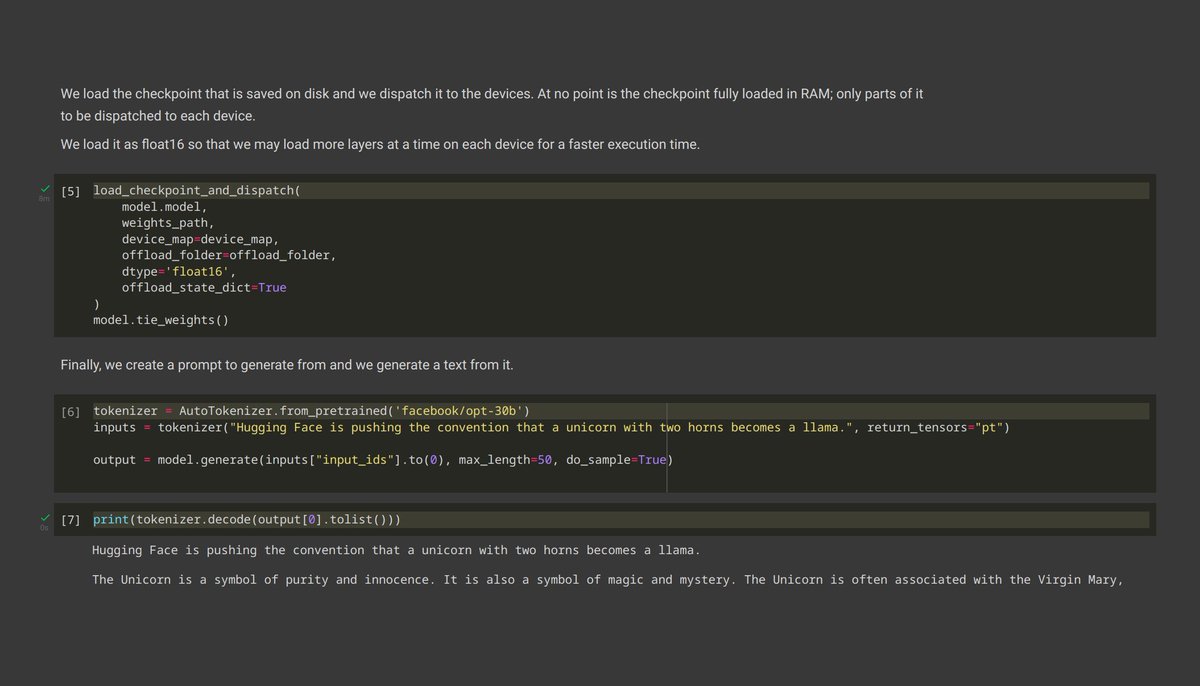 We load the checkpoint that is saved on disk and we dispatch it to the devices. At no point is the checkpoint fully loaded in RAM; only parts of it
to be dispatched to each device.
We load it as float16 so that we may load more layers at a time on each device for a faster execution time.
8m
[5] load_checkpoint_and_dispatch(
model.model,
weights_path,
device_map=device_map,
offload_folder=offload_folder,
dtype='float16',
offload_state_dict=True
)
model.tie_weights()
Finally, we create a prompt to generate from and we generate a text from it.
[6] tokenizer = AutoTokenizer.from_pretrained('facebook/opt-30b')
inputs = tokenizer("Hugging Face is pushing the convention that a unicorn with two horns becomes a llama.", return_tensors="pt")
output = model.generate(inputs["input_ids"].to(0), max_length=50, do_sample=True)
[7] print(tokenizer.decode(output[0].tolist()))
0s
Hugging Face is pushing the convention that a unicorn with two horns becomes a llama.
The Unicorn is a symbol of purity and innocence. It is also a symbol of magic and mystery. The Unicorn is often associated with the Virgin Mary,